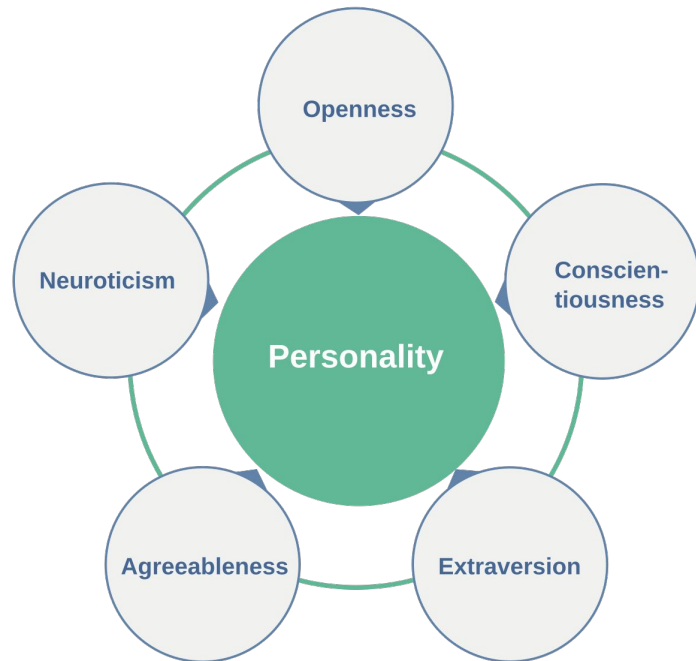 Openness
Neuroticism
Conscien-
tiousness
Personality
Agreeableness
Extraversion